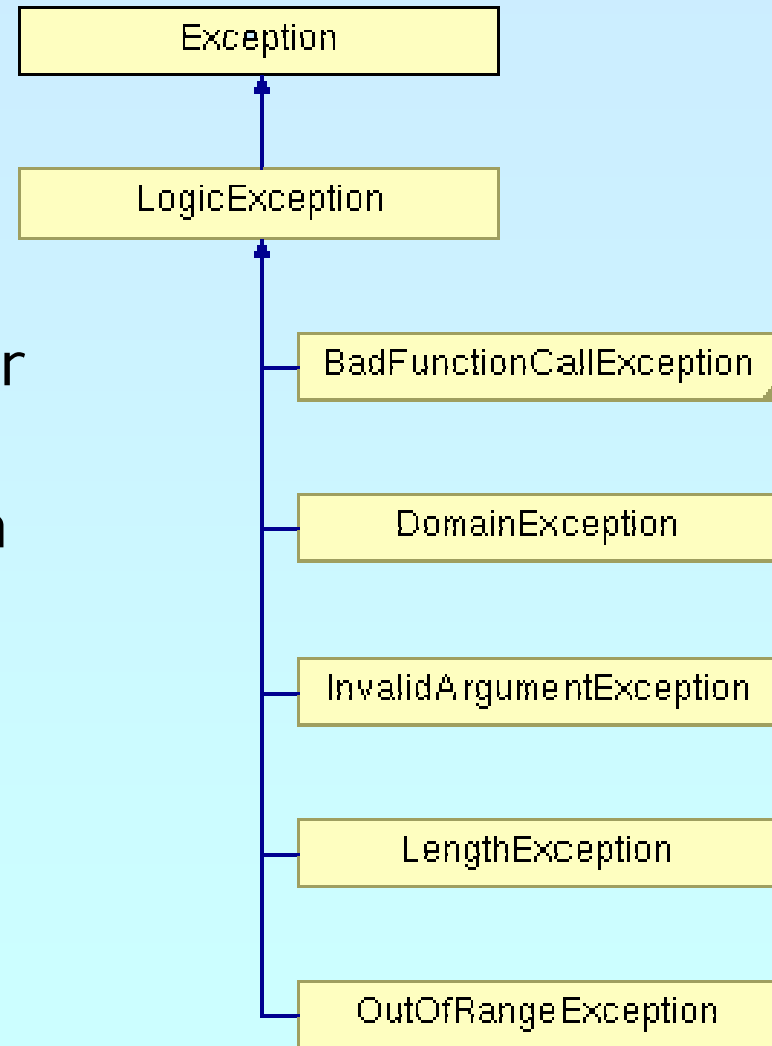 Exception
LogicException
r
BadFunctionCallException
n
DomainException
InvalidArgumentException
LengthException
OutOfRangeException